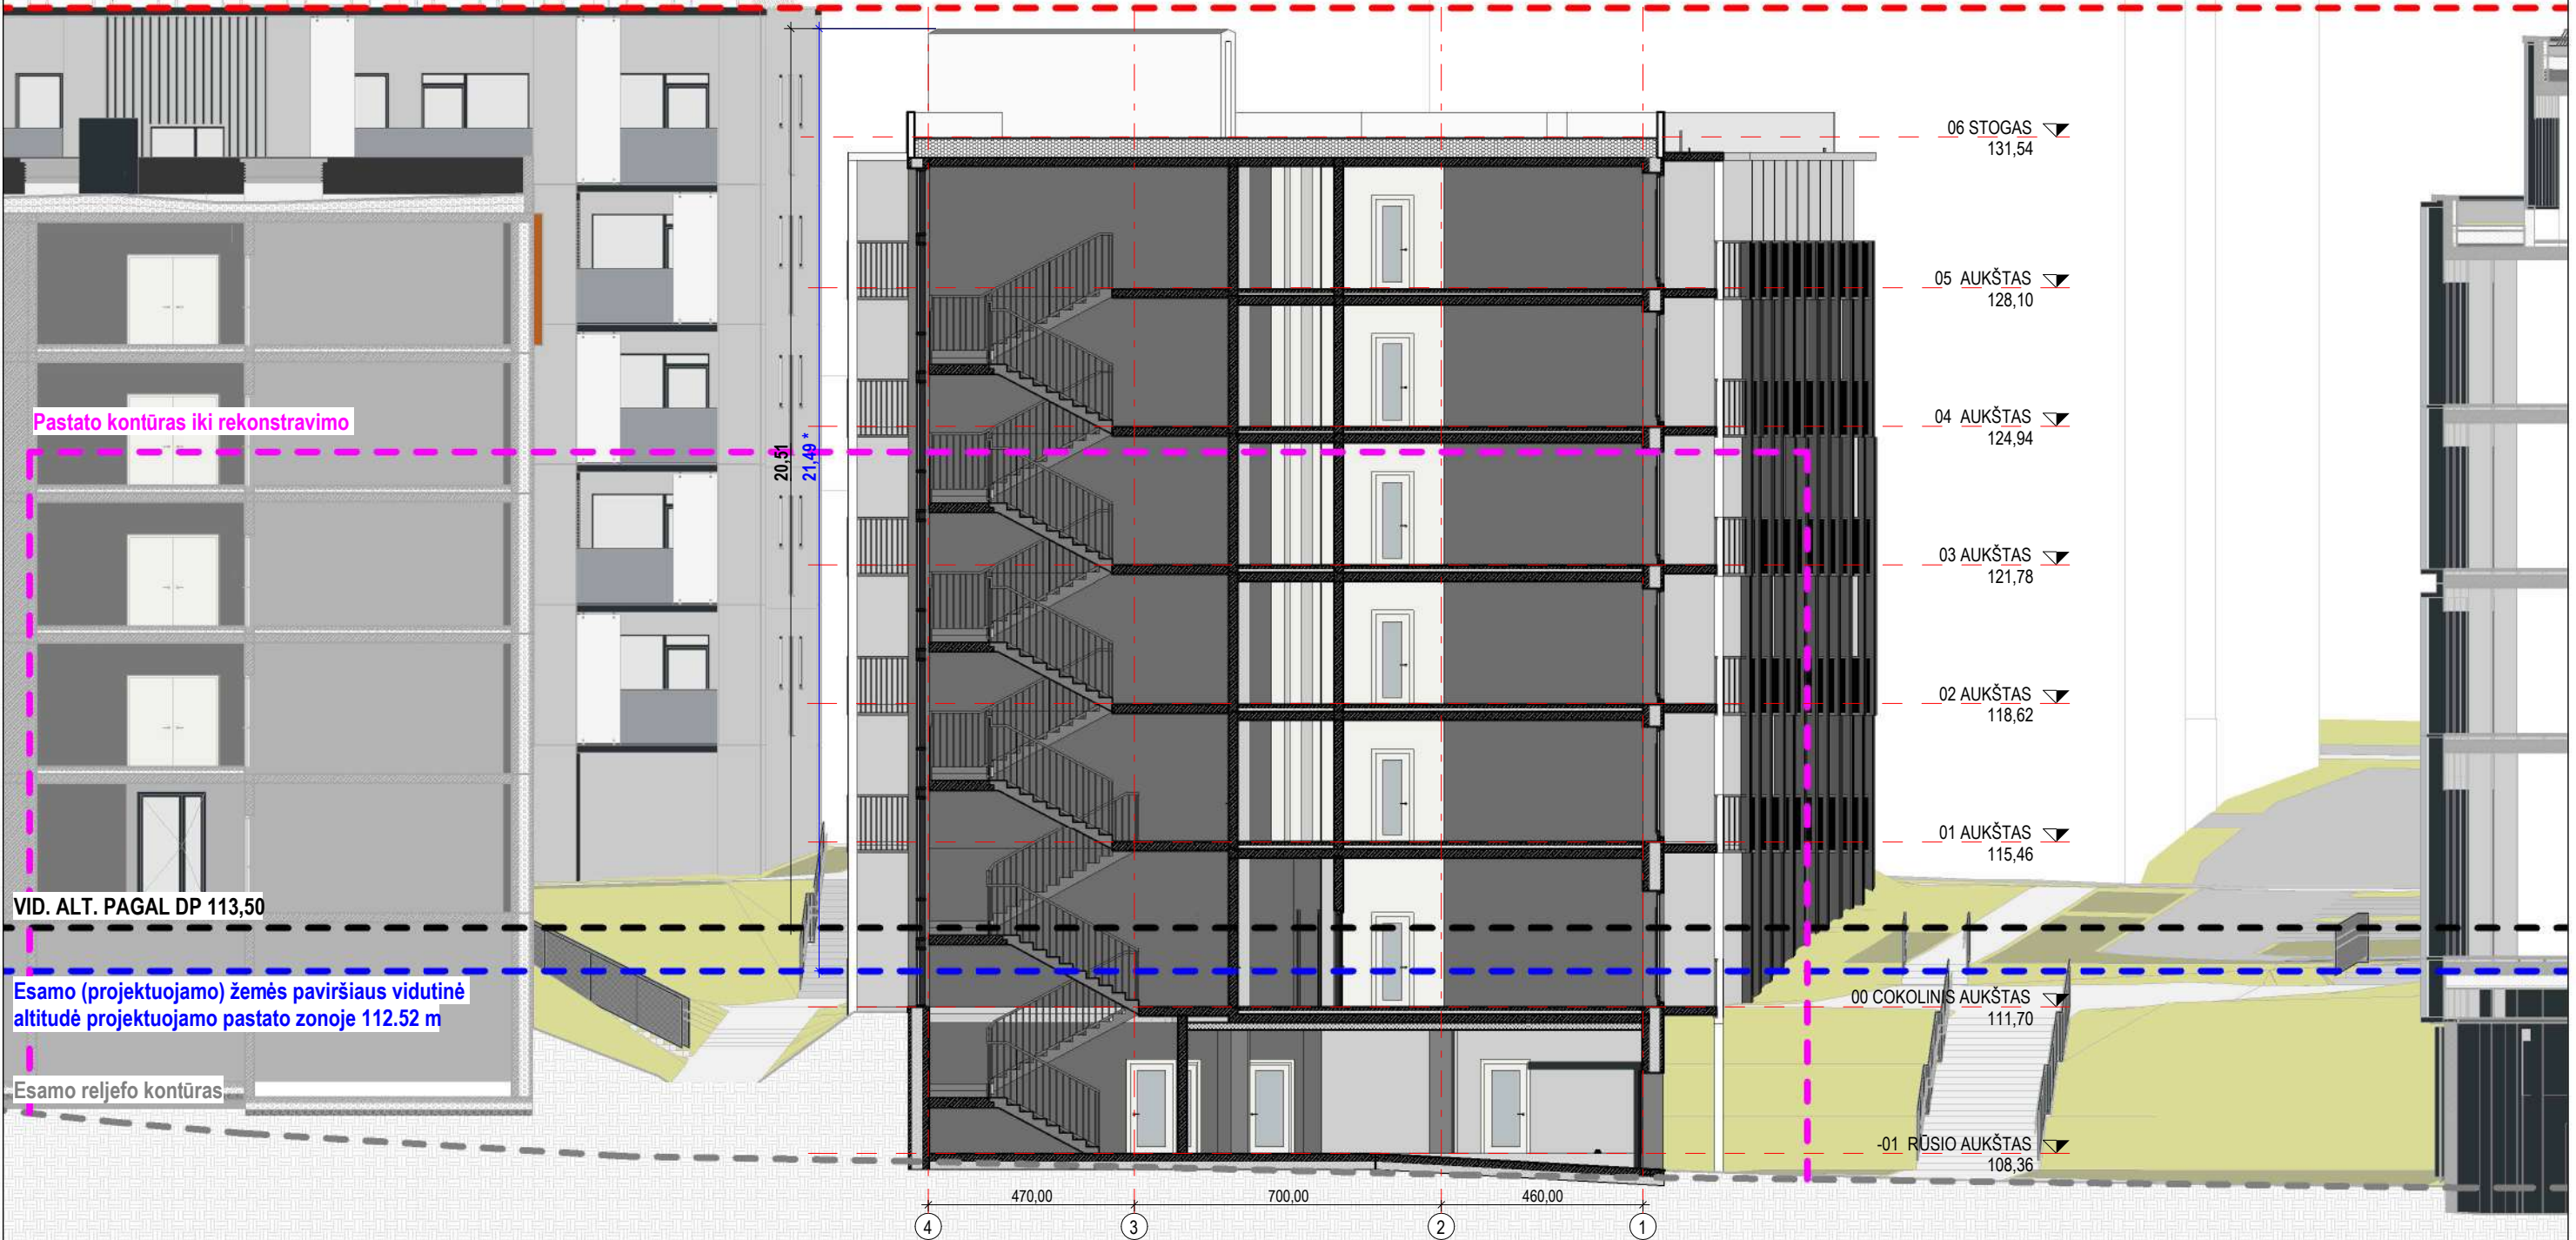 06 STOGAS
131,54
05 AUKŠTAS
128,10
04 AUKŠTAS
124,94
Pastato kontūras iki rekonstravimo
20,51
21,49 *
03 AUKŠTAS
121,78
02 AUKŠTAS
118,62
01 AUKŠTAS
115,46
VID. ALT. PAGAL DP 113,50
Esamo (projektuojamo) žemės paviršiaus vidutinė
altitudė projektuojamo pastato zonoje 112.52 m
00 COKOLINIS AUKŠTAS
111,70
Esamo reljefo kontūras
-01 RŪSIO AUKŠTAS
108,36
470,00 700,00 460,00
4 3 2 1